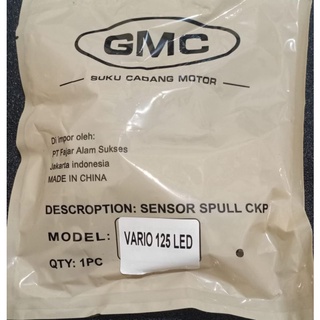 GMC
SUKU CADANG MOTOR
Di impor oleh:
PT Fajar Alam Sukses
Jakarta indonesia
MADE IN CHINA
DESCROPTION: SENSOR SPULL CKP
MODEL: VARIO 125 LED
QTY: 1PC